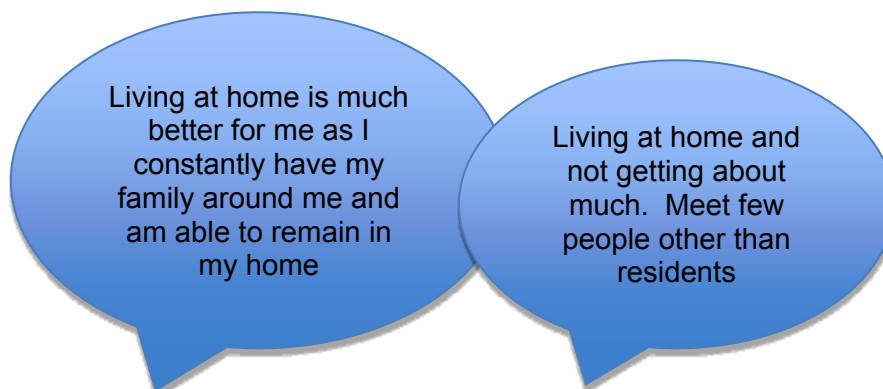 Living at home is much
better for me as I
constantly have my
family around me and
am able to remain in
my home
Living at home and
not getting about
much.  Meet few
people other than
residents